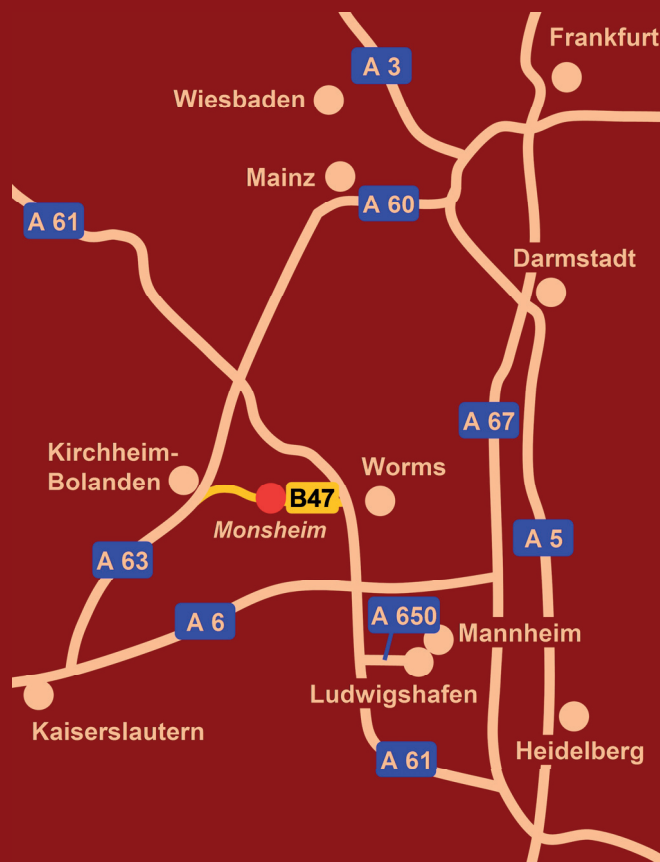 Frankfurt
A 3
Wiesbaden
Mainz
A 60
A 61
Darmstadt
A 67
Kirchheim-
Bolanden
Worms
B47
Monsheim
A 5
A 63
A 6
A 650
Mannheim
Ludwigshafen
Kaiserslautern
Heidelberg
A 61